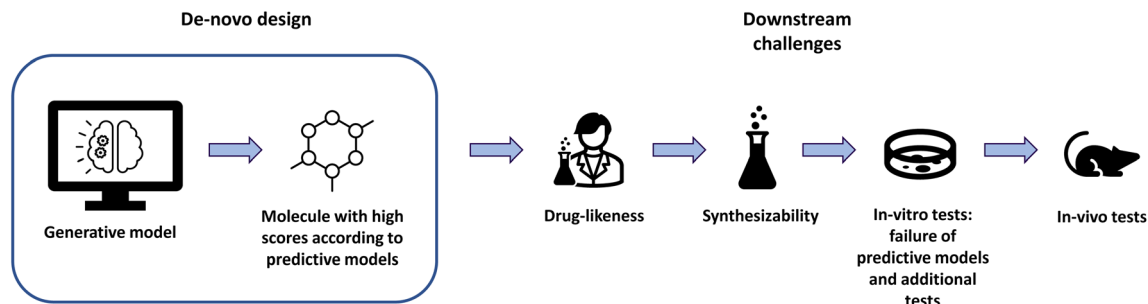 De-novo design
Downstream
challenges
Generative model
Molecule with high
scores according to
predictive models
Drug-likeness
Synthesizability
In-vitro tests:
failure of
predictive models
and additional
tests
In-vivo tests